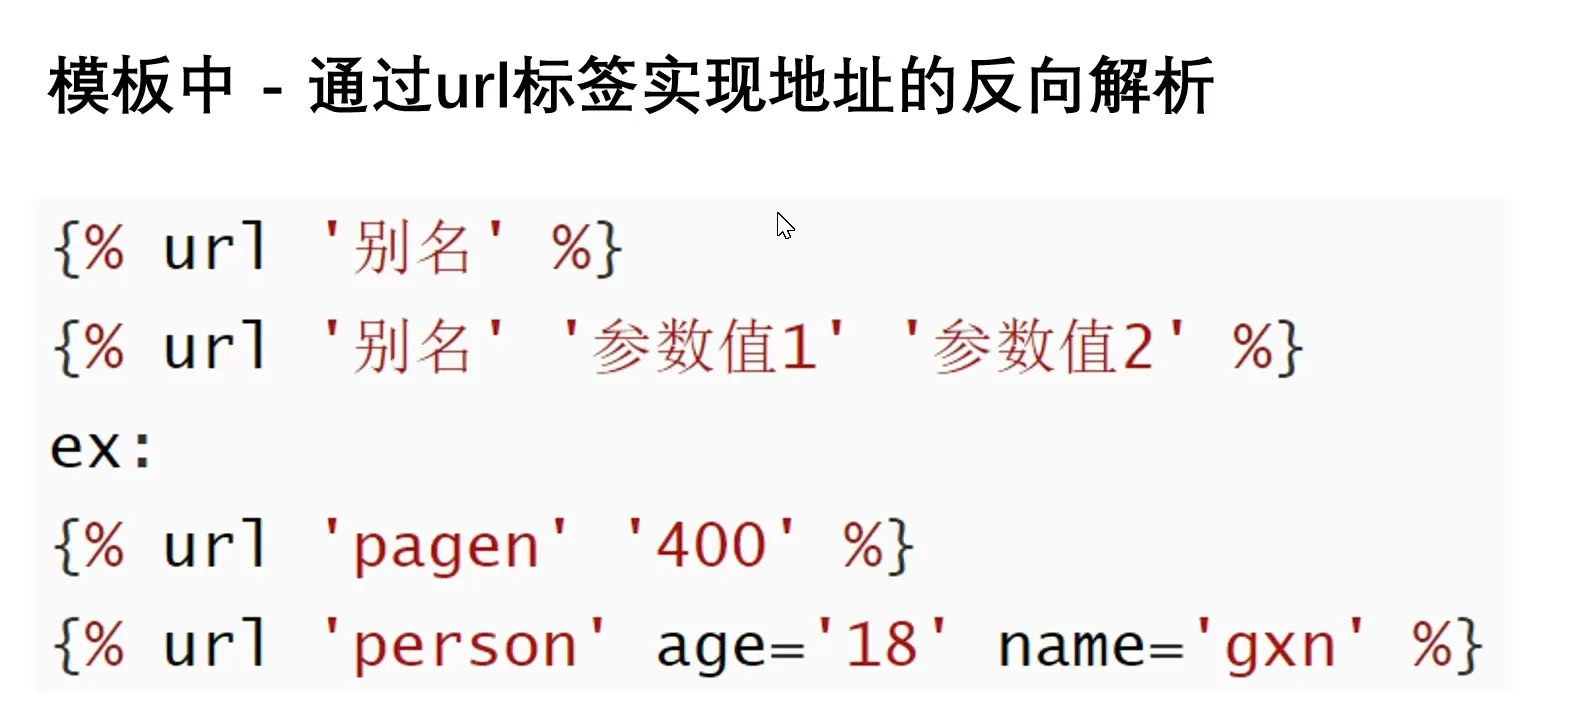 模板中 - 通过url标签实现地址的反向解析
{% url '别名' %}
{% url '别名' '参数值1' '参数值2' %}
ex:
{% url 'pagen' '400' %}
{% url 'person' age='18' name='gxn' %}